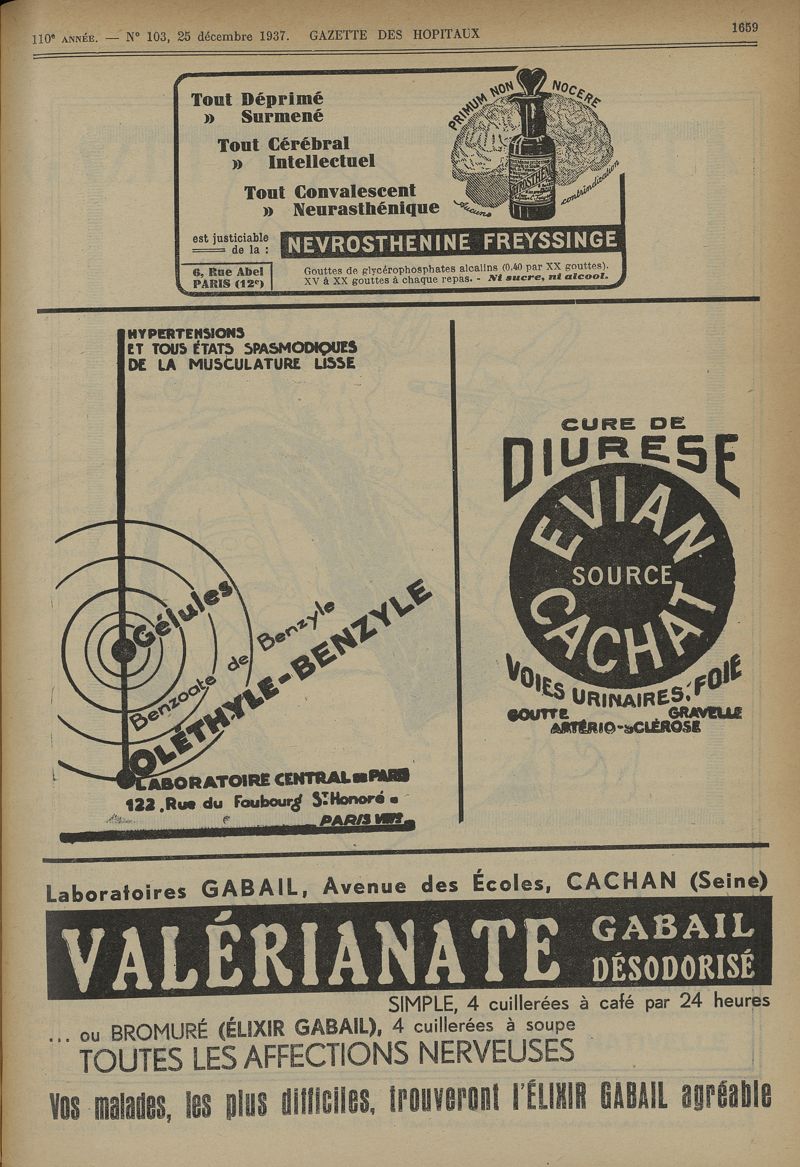 110e ANNÉE. — N° 103, 25 décembre 1937. GAZETTE DES HOPITAUX 1659
Tout Déprimé
» Surmené
Tout Cérébral
» Intellectuel
Tout Convalescent
» Neurasthénique
est justiciable
de la :
NEVROSTHENINE FREYSSINGE
6, Rue Abel
PARIS (12e)
Gouttes de glycérophosphates alcalins (0,40 par XX gouttes).
XV à XX gouttes à chaque repas. - Ni sucre, ni alcool.
PRIMUM NON NOCERE
Aucune contrindication
HYPERTENSIONS
ET TOUS ÉTATS SPASMODIQUES
DE LA MUSCULATURE LISSE
Gélules
Benzoate de Benzyle
OLÉTHYLE-BENZYLE
LABORATOIRE CENTRAL DE PARIS
122, Rue du Faubourg St Honoré
PARIS VIIIe
CURE DE
DIURESE
EVIAN
SOURCE
CACHAT
VOIES URINAIRES, FOIE
GOUTTE GRAVELLE
ARTÉRIO-SCLÉROSE
Laboratoires GABAIL, Avenue des Écoles, CACHAN (Seine)
VALÉRIANATE GABAIL
DÉSODORISÉ
SIMPLE, 4 cuillerées à café par 24 heures
... ou BROMURÉ (ÉLIXIR GABAIL), 4 cuillerées à soupe
TOUTES LES AFFECTIONS NERVEUSES
Vos malades, les plus difficiles, trouveront l'ÉLIXIR GABAIL agréable